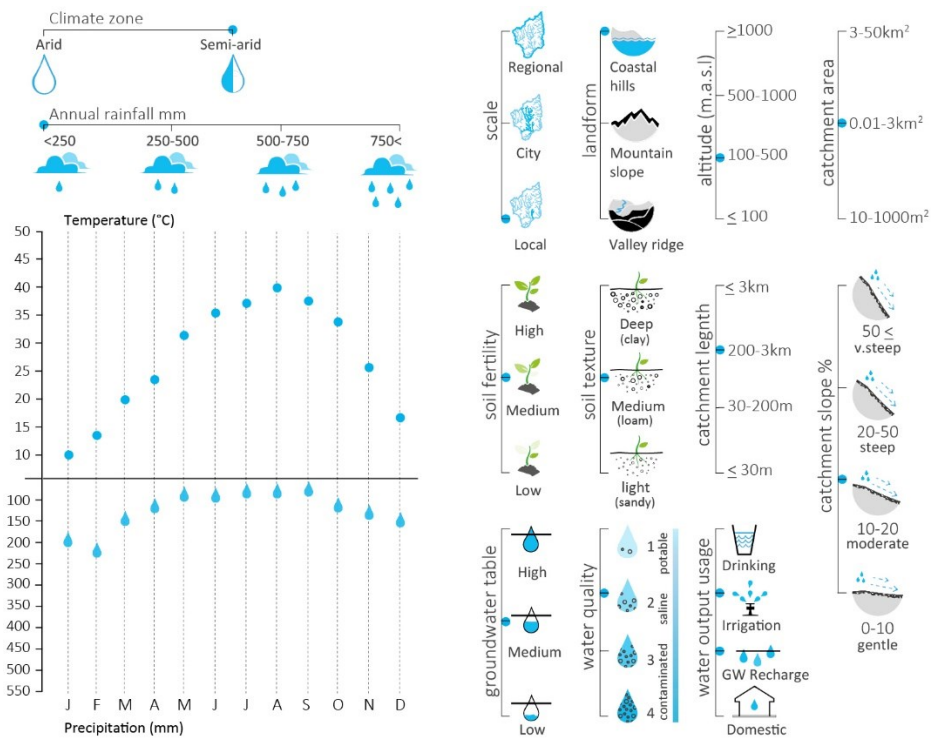 Climate zone
Arid
Semi-arid
Annual rainfall mm
<250
250-500
500-750
750<
Temperature (°C)
50
45
40
35
30
25
20
15
10
100
150
200
250
300
350
400
450
500
550
J F M A M J J A S O N D
Precipitation (mm)
scale
Regional
City
Local
landform
Coastal
hills
Mountain
slope
Valley ridge
altitude (m.a.s.l)
≥1000
500-1000
100-500
≤ 100
catchment area
3-50km²
0.01-3km²
10-1000m²
soil fertility
High
Medium
Low
soil texture
Deep
(clay)
Medium
(loam)
light
(sandy)
catchment legnth
≤ 3km
200-3km
30-200m
≤ 30m
catchment slope %
50 ≤
v.steep
20-50
steep
10-20
moderate
0-10
gentle
groundwater table
High
Medium
Low
water quality
1
2
3
4
potable
saline
contaminated
water output usage
Drinking
Irrigation
GW Recharge
Domestic